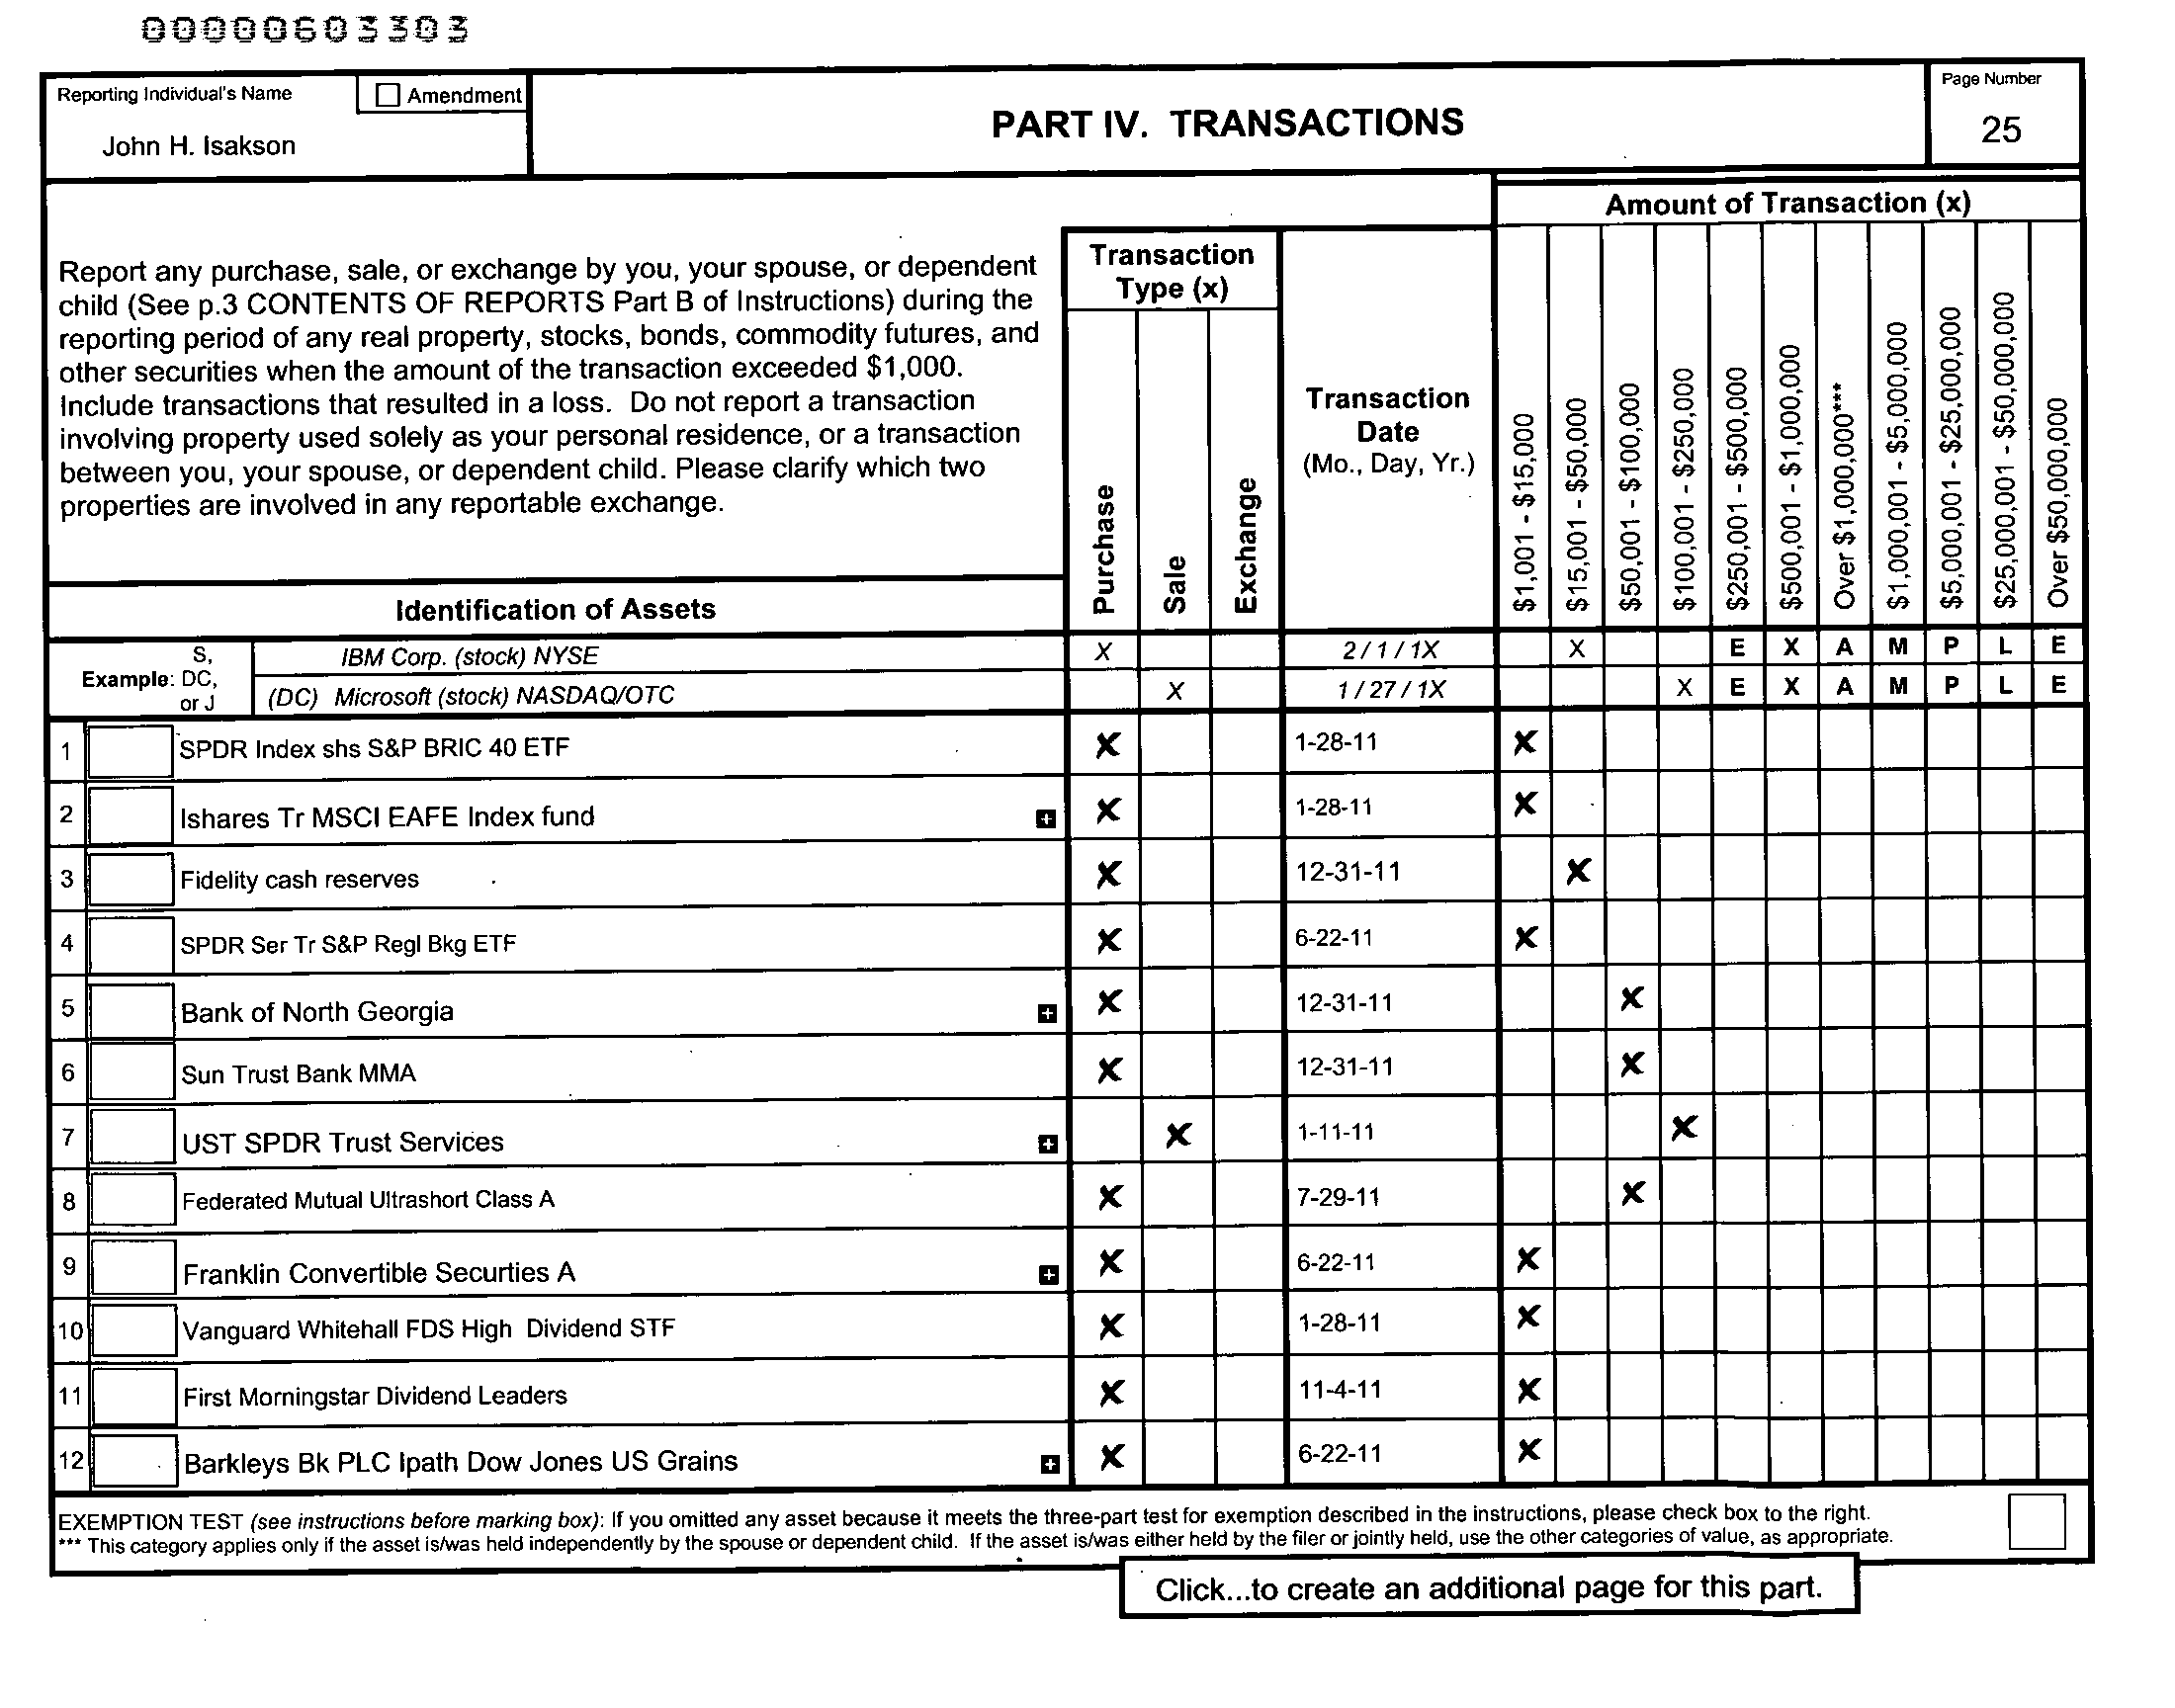 00000603303
Reporting Individual's Name
Amendment
John H. Isakson
PART IV.  TRANSACTIONS
Page Number
25
Report any purchase, sale, or exchange by you, your spouse, or dependent
child (See p.3 CONTENTS OF REPORTS Part B of Instructions) during the
reporting period of any real property, stocks, bonds, commodity futures, and
other securities when the amount of the transaction exceeded $1,000.
Include transactions that resulted in a loss.  Do not report a transaction
involving property used solely as your personal residence, or a transaction
between you, your spouse, or dependent child. Please clarify which two
properties are involved in any reportable exchange.
Transaction
Type (x)
Purchase
Sale
Exchange
Transaction
Date
(Mo., Day, Yr.)
Amount of Transaction (x)
$1,001 - $15,000
$15,001 - $50,000
$50,001 - $100,000
$100,001 - $250,000
$250,001 - $500,000
$500,001 - $1,000,000
Over $1,000,000***
$1,000,001 - $5,000,000
$5,000,001 - $25,000,000
$25,000,001 - $50,000,000
Over $50,000,000
Identification of Assets
Example: S, DC, or J
IBM Corp. (stock) NYSE X 2 / 1 / 1X X E X A M P L E
(DC)  Microsoft (stock) NASDAQ/OTC X 1 / 27 / 1X X E X A M P L E
1 SPDR Index shs S&P BRIC 40 ETF X 1-28-11 X
2 Ishares Tr MSCI EAFE Index fund + X 1-28-11 X
3 Fidelity cash reserves X 12-31-11 X
4 SPDR Ser Tr S&P Regl Bkg ETF X 6-22-11 X
5 Bank of North Georgia + X 12-31-11 X
6 Sun Trust Bank MMA X 12-31-11 X
7 UST SPDR Trust Services + X 1-11-11 X
8 Federated Mutual Ultrashort Class A X 7-29-11 X
9 Franklin Convertible Securties A + X 6-22-11 X
10 Vanguard Whitehall FDS High  Dividend STF X 1-28-11 X
11 First Morningstar Dividend Leaders X 11-4-11 X
12 Barkleys Bk PLC Ipath Dow Jones US Grains + X 6-22-11 X
EXEMPTION TEST (see instructions before marking box): If you omitted any asset because it meets the three-part test for exemption described in the instructions, please check box to the right.
*** This category applies only if the asset is/was held independently by the spouse or dependent child.  If the asset is/was either held by the filer or jointly held, use the other categories of value, as appropriate.
Click...to create an additional page for this part.